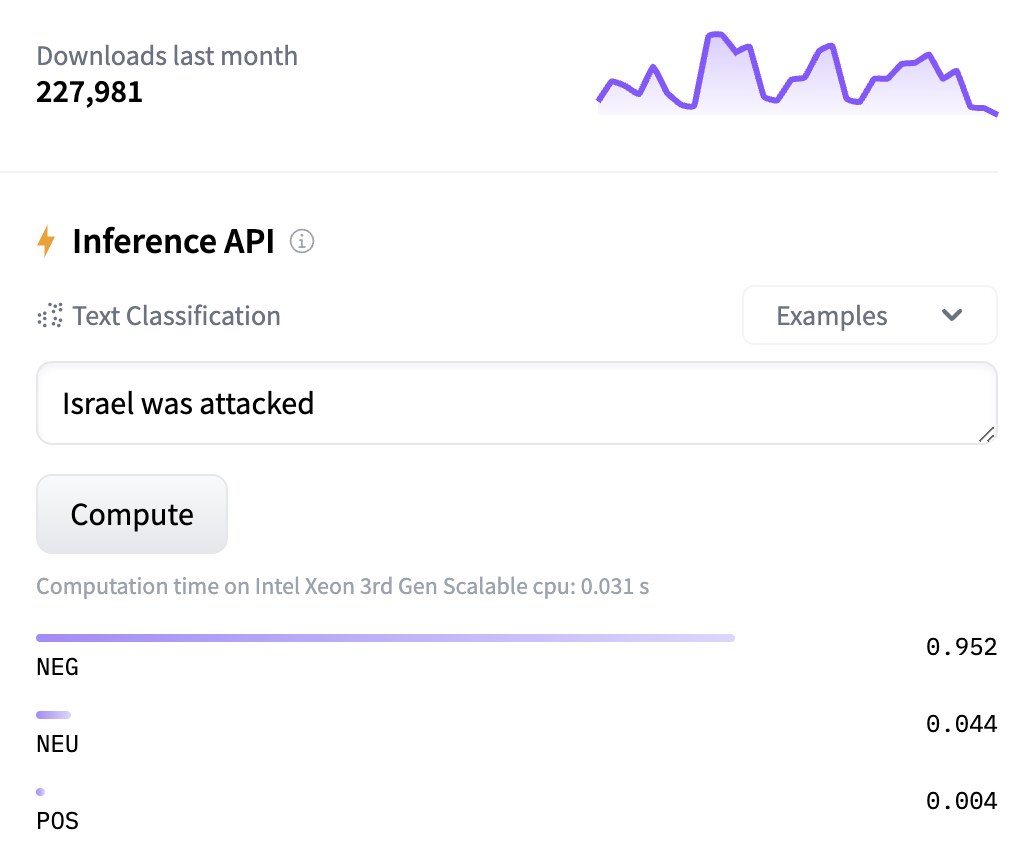 Downloads last month
227,981
Inference API
Text Classification
Examples
Israel was attacked
Compute
Computation time on Intel Xeon 3rd Gen Scalable cpu: 0.031 s
NEG 0.952
NEU 0.044
POS 0.004